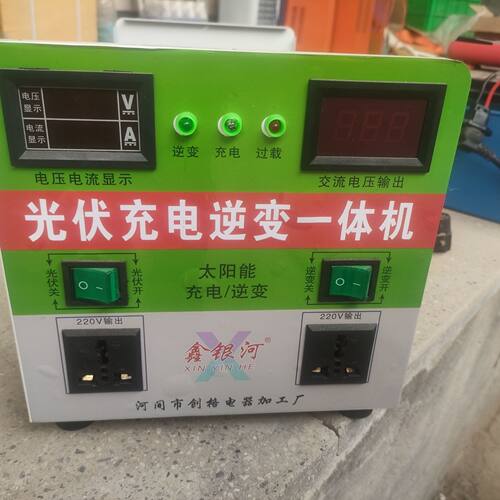 电压
显示
V
电流
显示
A
逆变
充电
过载
电压电流显示
交流电压输出
光伏充电逆变一体机
光伏关
光伏开
太阳能
充电/逆变
逆变关
逆变开
220V输出
220V输出
鑫银河®
XIN YIN HE
河间市创格电器加工厂